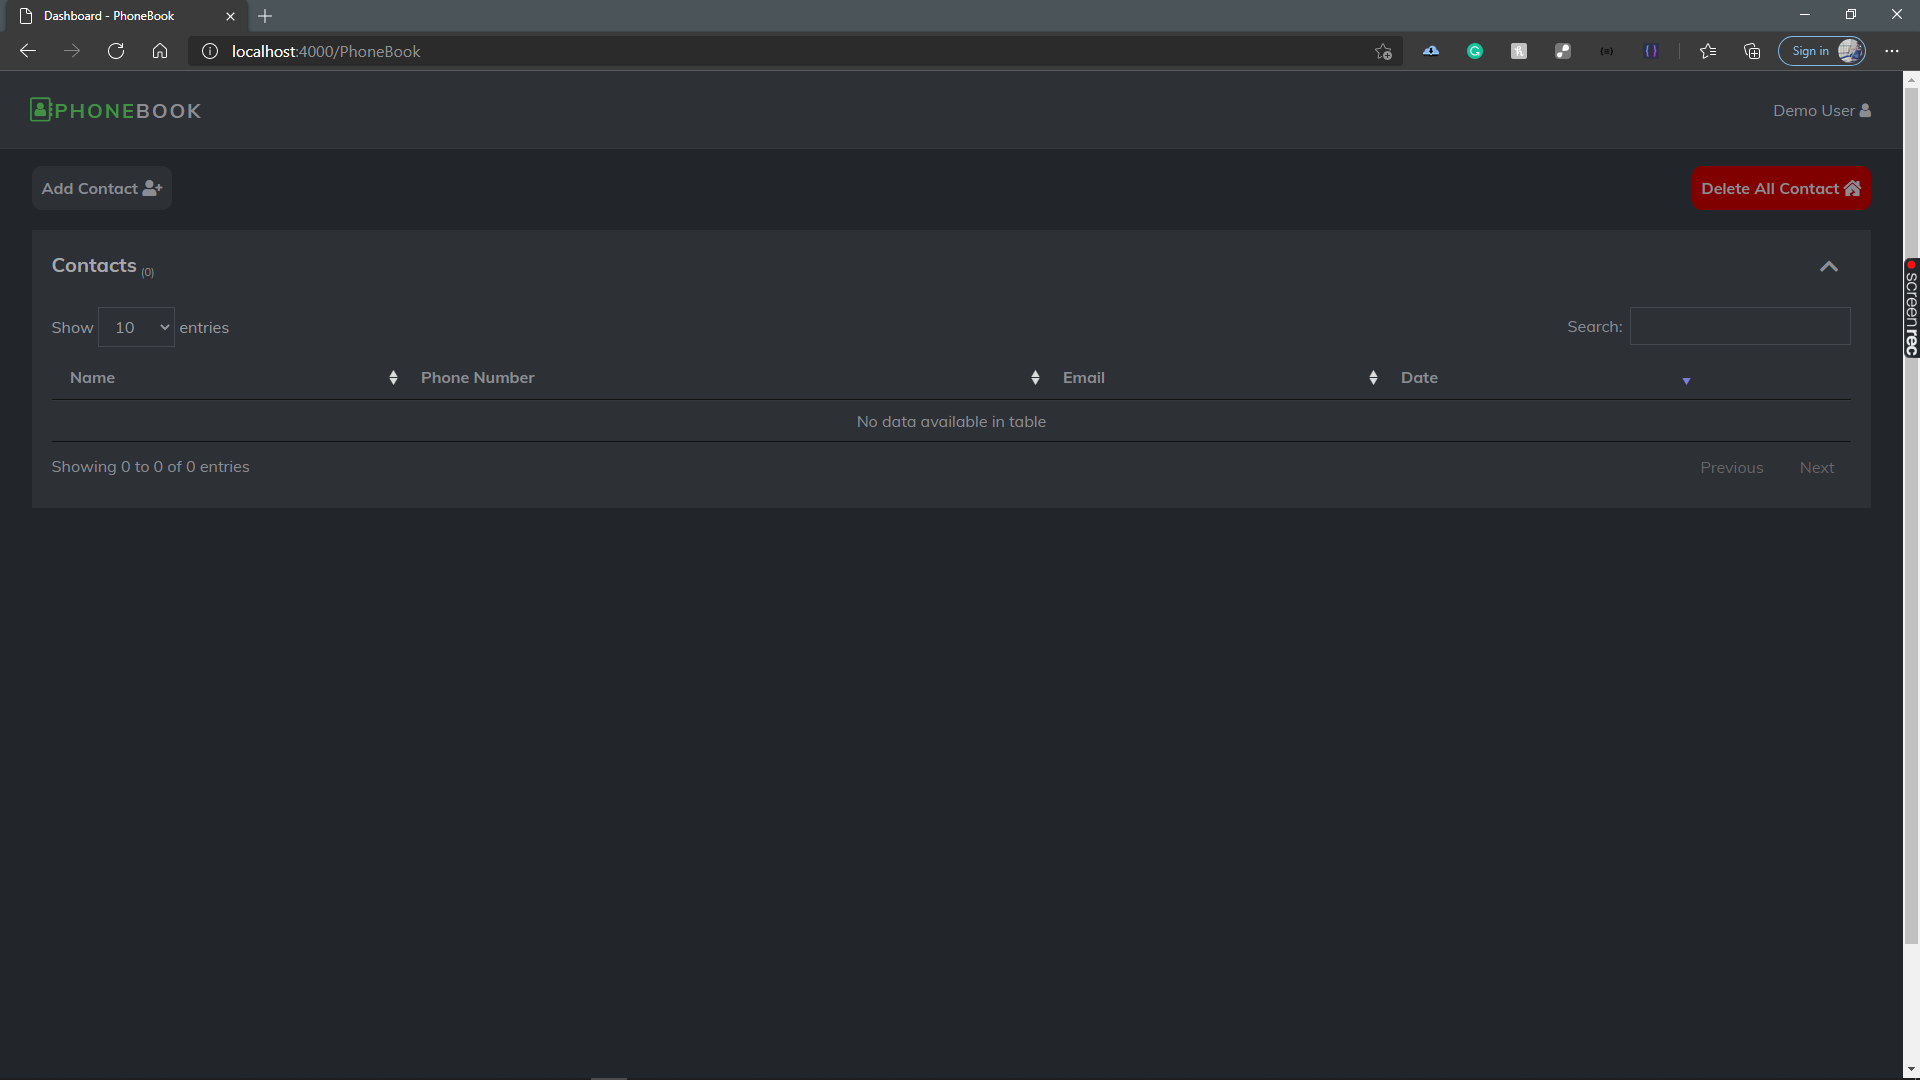 Dashboard - PhoneBook
localhost:4000/PhoneBook
Sign in
PHONEBOOK
Demo User
Add Contact
Delete All Contact
Contacts (0)
Show 10 entries
Search:
Name Phone Number Email Date
No data available in table
Showing 0 to 0 of 0 entries
Previous Next
screenrec